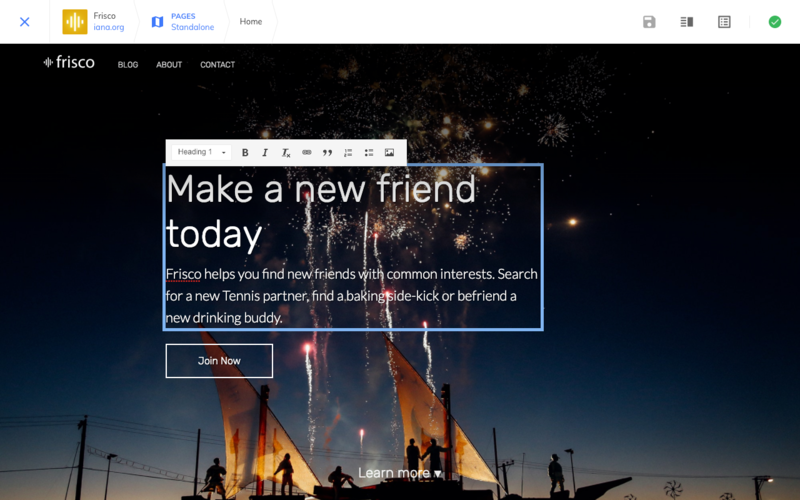 Frisco
iana.org
PAGES
Standalone
Home
frisco
BLOG
ABOUT
CONTACT
Heading 1
B
I
Tx
Make a new friend
today
Frisco helps you find new friends with common interests. Search
for a new Tennis partner, find a baking side-kick or befriend a
new drinking buddy.
Join Now
Learn more ▾